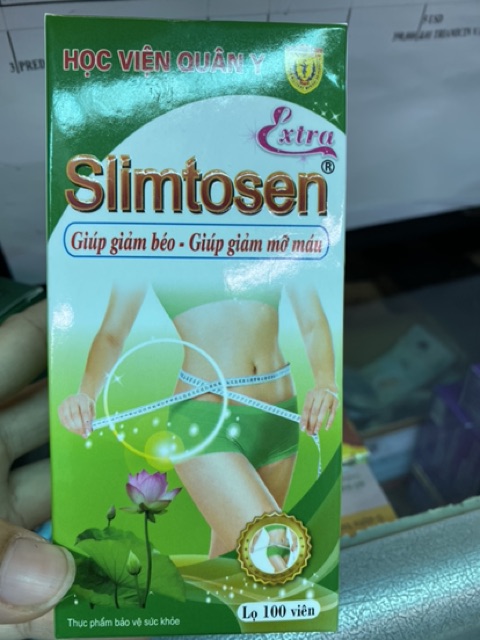 HỌC VIỆN QUÂN Y
Extra
Slimtosen®
Giúp giảm béo - Giúp giảm mỡ máu
Thực phẩm bảo vệ sức khỏe
Lọ 100 viên